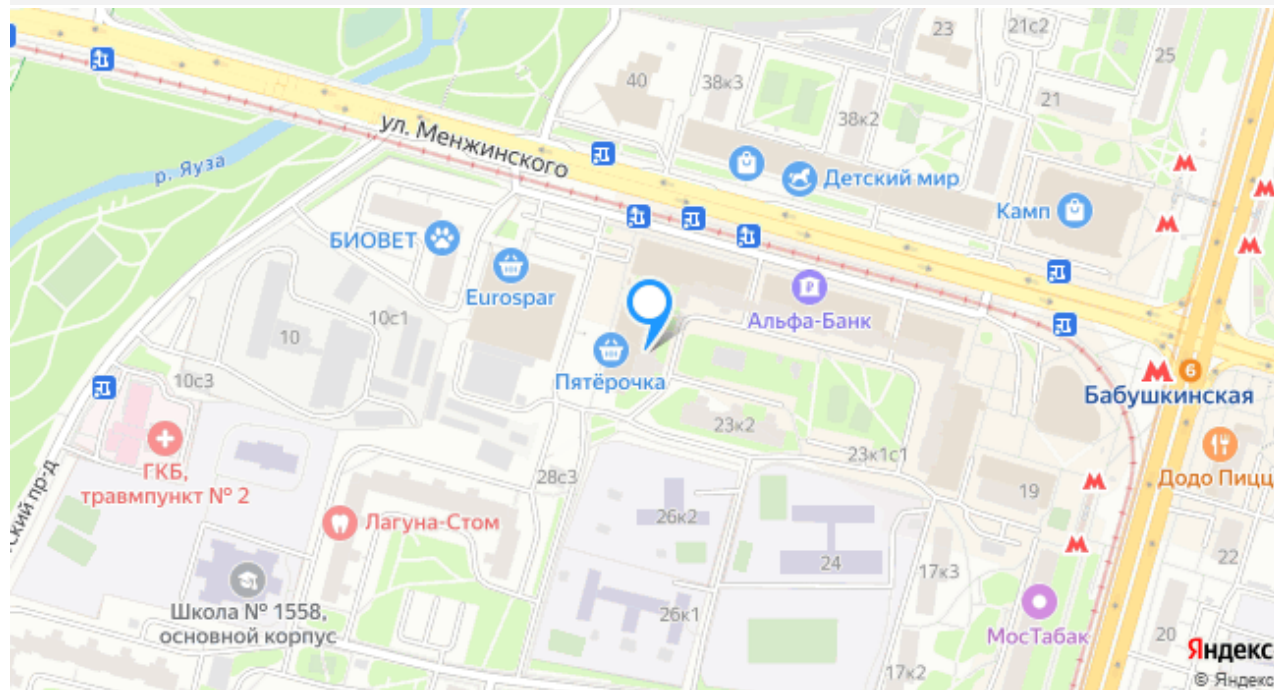 23
21с2
25
40
38к3
38к2
21
ул. Менжинского
р. Яуза
Детский мир
Камп
БИОВЕТ
Eurospar
Альфа-Банк
10
10с1
10с3
Пятёрочка
6
Бабушкинская
23к2
23к1с1
Додо Пицц
ГКБ,
травмпункт № 2
28с3
19
Лагуна-Стом
26к2
24
22
17к3
ский пр-д
Школа № 1558,
основной корпус
26к1
МосТабак
20
17к2
Яндекс
© Яндекс